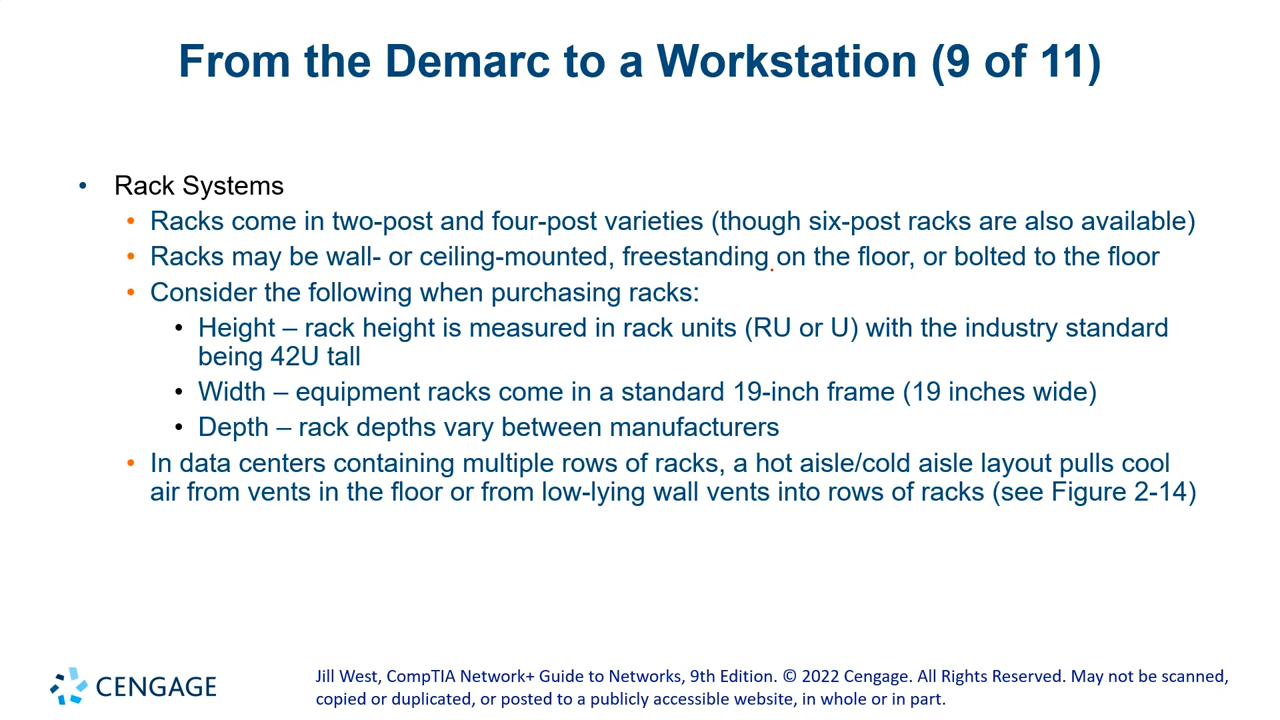 From the Demarc to a Workstation (9 of 11)
• Rack Systems
• Racks come in two-post and four-post varieties (though six-post racks are also available)
• Racks may be wall- or ceiling-mounted, freestanding on the floor, or bolted to the floor
• Consider the following when purchasing racks:
• Height – rack height is measured in rack units (RU or U) with the industry standard
being 42U tall
• Width – equipment racks come in a standard 19-inch frame (19 inches wide)
• Depth – rack depths vary between manufacturers
• In data centers containing multiple rows of racks, a hot aisle/cold aisle layout pulls cool
air from vents in the floor or from low-lying wall vents into rows of racks (see Figure 2-14)
CENGAGE
Jill West, CompTIA Network+ Guide to Networks, 9th Edition. © 2022 Cengage. All Rights Reserved. May not be scanned,
copied or duplicated, or posted to a publicly accessible website, in whole or in part.